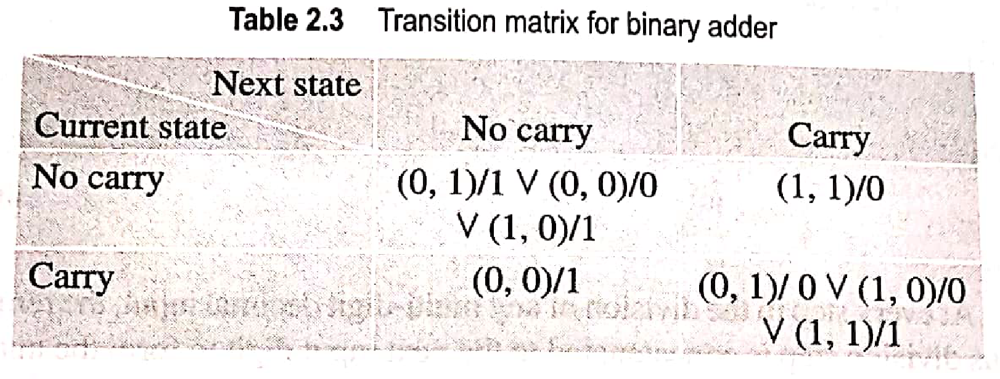 Table 2.3 Transition matrix for binary adder
Next state
Current state No carry Carry
No carry (0, 1)/1 V (0, 0)/0 (1, 1)/0
V (1, 0)/1
Carry (0, 0)/1 (0, 1)/ 0 V (1, 0)/0
V (1, 1)/1